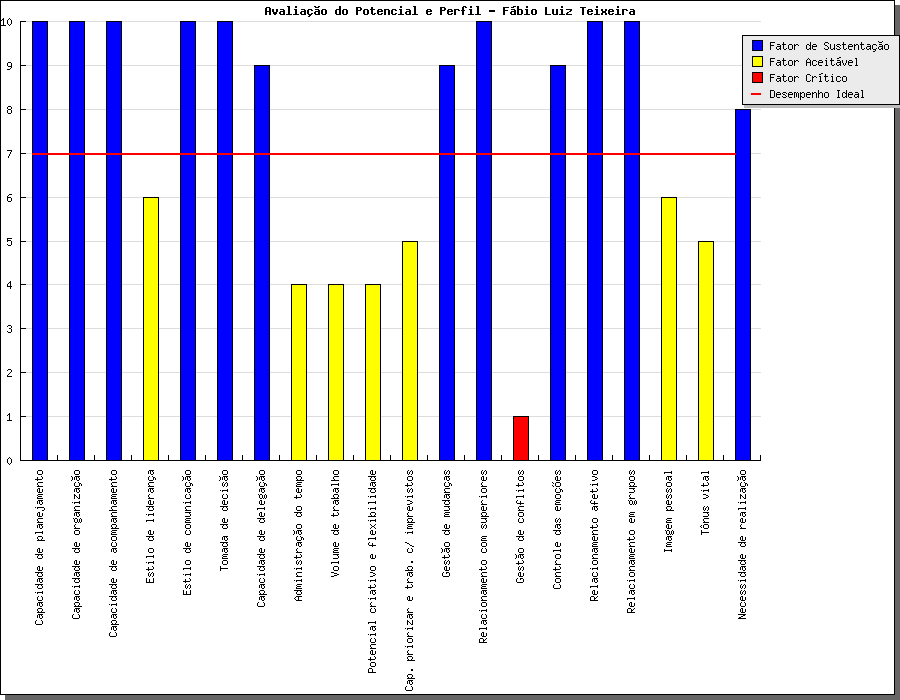 Avaliação do Potencial e Perfil - Fábio Luiz Teixeira
10
9
8
7
6
5
4
3
2
1
0
Fator de Sustentação
Fator Aceitável
Fator Crítico
Desempenho Ideal
Capacidade de planejamento
Capacidade de organização
Capacidade de acompanhamento
Estilo de liderança
Estilo de comunicação
Tomada de decisão
Capacidade de delegação
Administração do tempo
Volume de trabalho
Potencial criativo e flexibilidade
Cap. priorizar e trab. c/ imprevistos
Gestão de mudanças
Relacionamento com superiores
Gestão de conflitos
Controle das emoções
Relacionamento afetivo
Relacionamento em grupos
Imagem pessoal
Tônus vital
Necessidade de realização